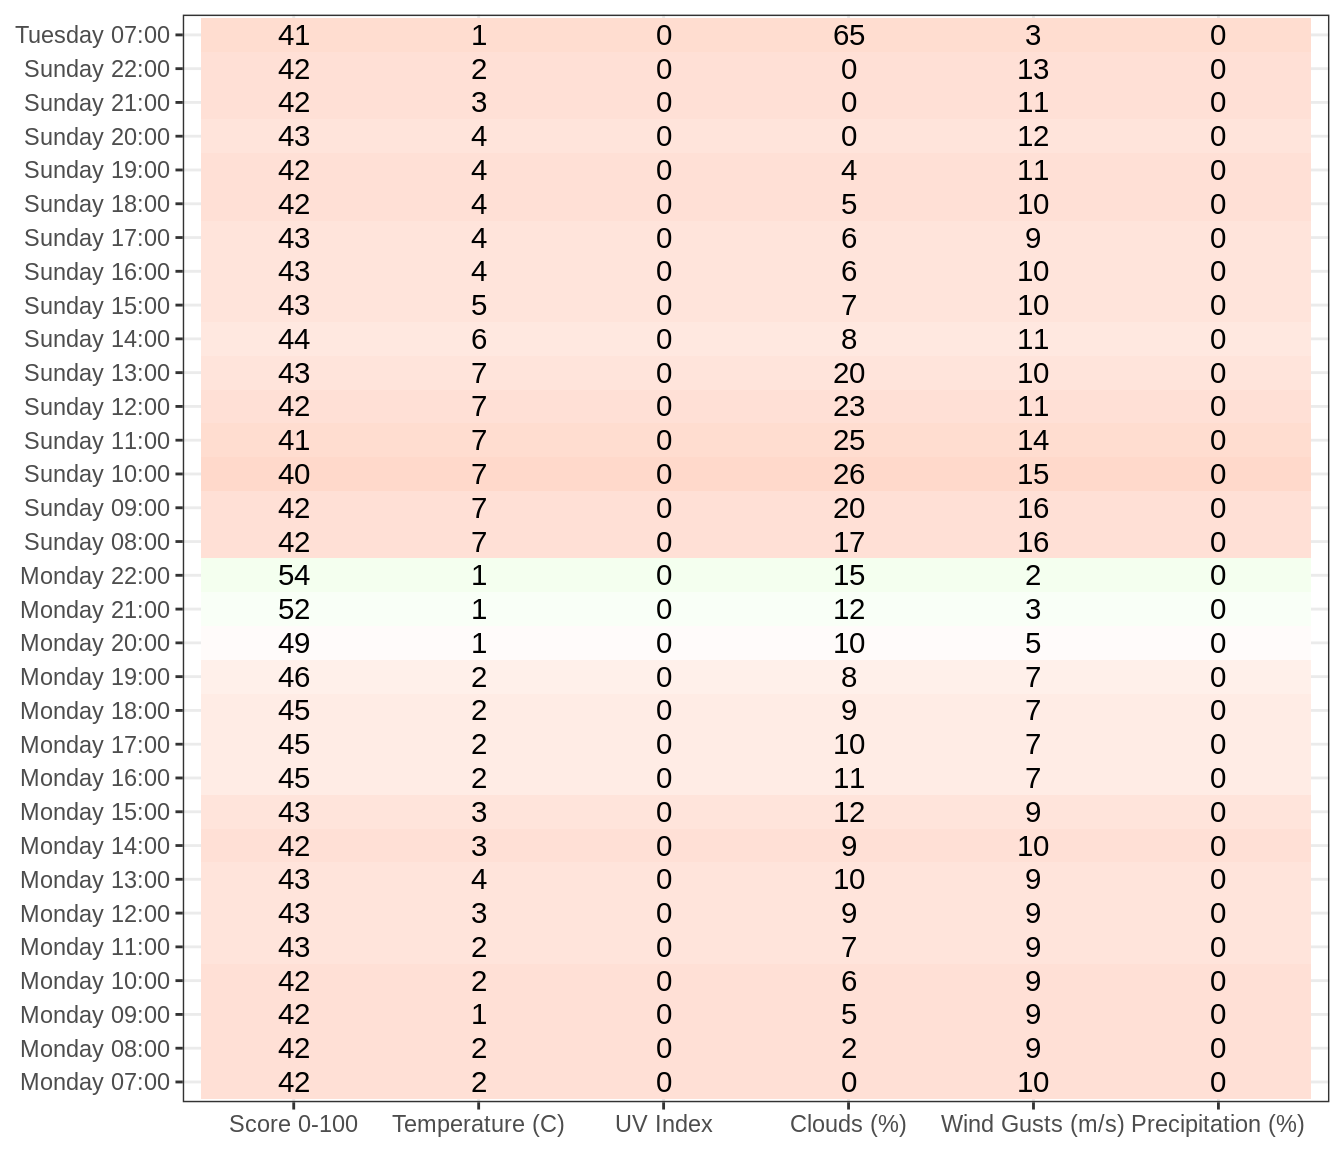 Tuesday 07:00 41 1 0 65 3 0
Sunday 22:00 42 2 0 0 13 0
Sunday 21:00 42 3 0 0 11 0
Sunday 20:00 43 4 0 0 12 0
Sunday 19:00 42 4 0 4 11 0
Sunday 18:00 42 4 0 5 10 0
Sunday 17:00 43 4 0 6 9 0
Sunday 16:00 43 4 0 6 10 0
Sunday 15:00 43 5 0 7 10 0
Sunday 14:00 44 6 0 8 11 0
Sunday 13:00 43 7 0 20 10 0
Sunday 12:00 42 7 0 23 11 0
Sunday 11:00 41 7 0 25 14 0
Sunday 10:00 40 7 0 26 15 0
Sunday 09:00 42 7 0 20 16 0
Sunday 08:00 42 7 0 17 16 0
Monday 22:00 54 1 0 15 2 0
Monday 21:00 52 1 0 12 3 0
Monday 20:00 49 1 0 10 5 0
Monday 19:00 46 2 0 8 7 0
Monday 18:00 45 2 0 9 7 0
Monday 17:00 45 2 0 10 7 0
Monday 16:00 45 2 0 11 7 0
Monday 15:00 43 3 0 12 9 0
Monday 14:00 42 3 0 9 10 0
Monday 13:00 43 4 0 10 9 0
Monday 12:00 43 3 0 9 9 0
Monday 11:00 43 2 0 7 9 0
Monday 10:00 42 2 0 6 9 0
Monday 09:00 42 1 0 5 9 0
Monday 08:00 42 2 0 2 9 0
Monday 07:00 42 2 0 0 10 0
Score 0-100 Temperature (C) UV Index Clouds (%) Wind Gusts (m/s) Precipitation (%)